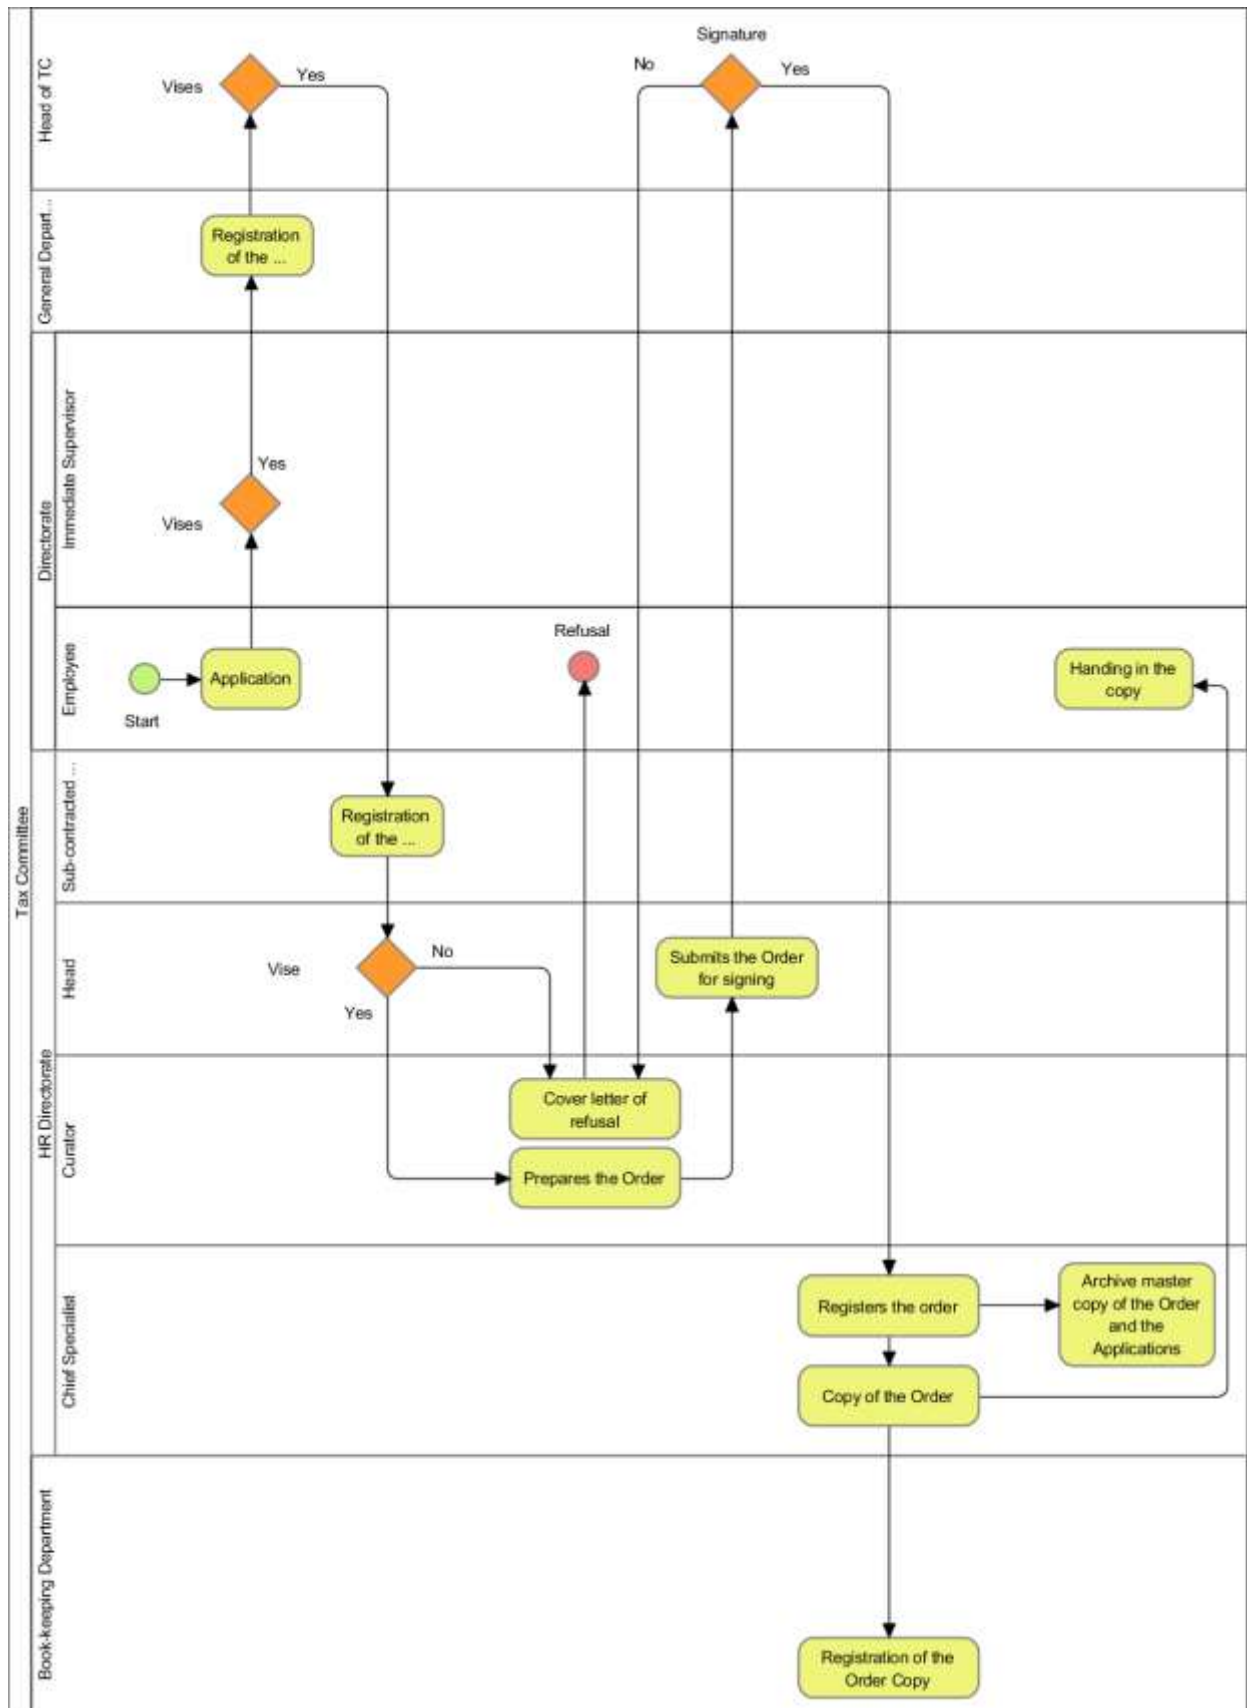 Tax Committee
Head of TC
Vises
Yes
Signature
No
Yes
General Depart...
Registration
of the ...
Directorate
Immediate Supervisor
Yes
Vises
Employee
Start
Application
Refusal
Handing in the
copy
HR Directorate
Sub-contracted ...
Registration
of the ...
Head
Vise
No
Yes
Submits the Order
for signing
Curator
Cover letter of
refusal
Prepares the Order
Chief Specialist
Registers the order
Archive master
copy of the Order
and the
Applications
Copy of the Order
Book-keeping Department
Registration of the
Order Copy